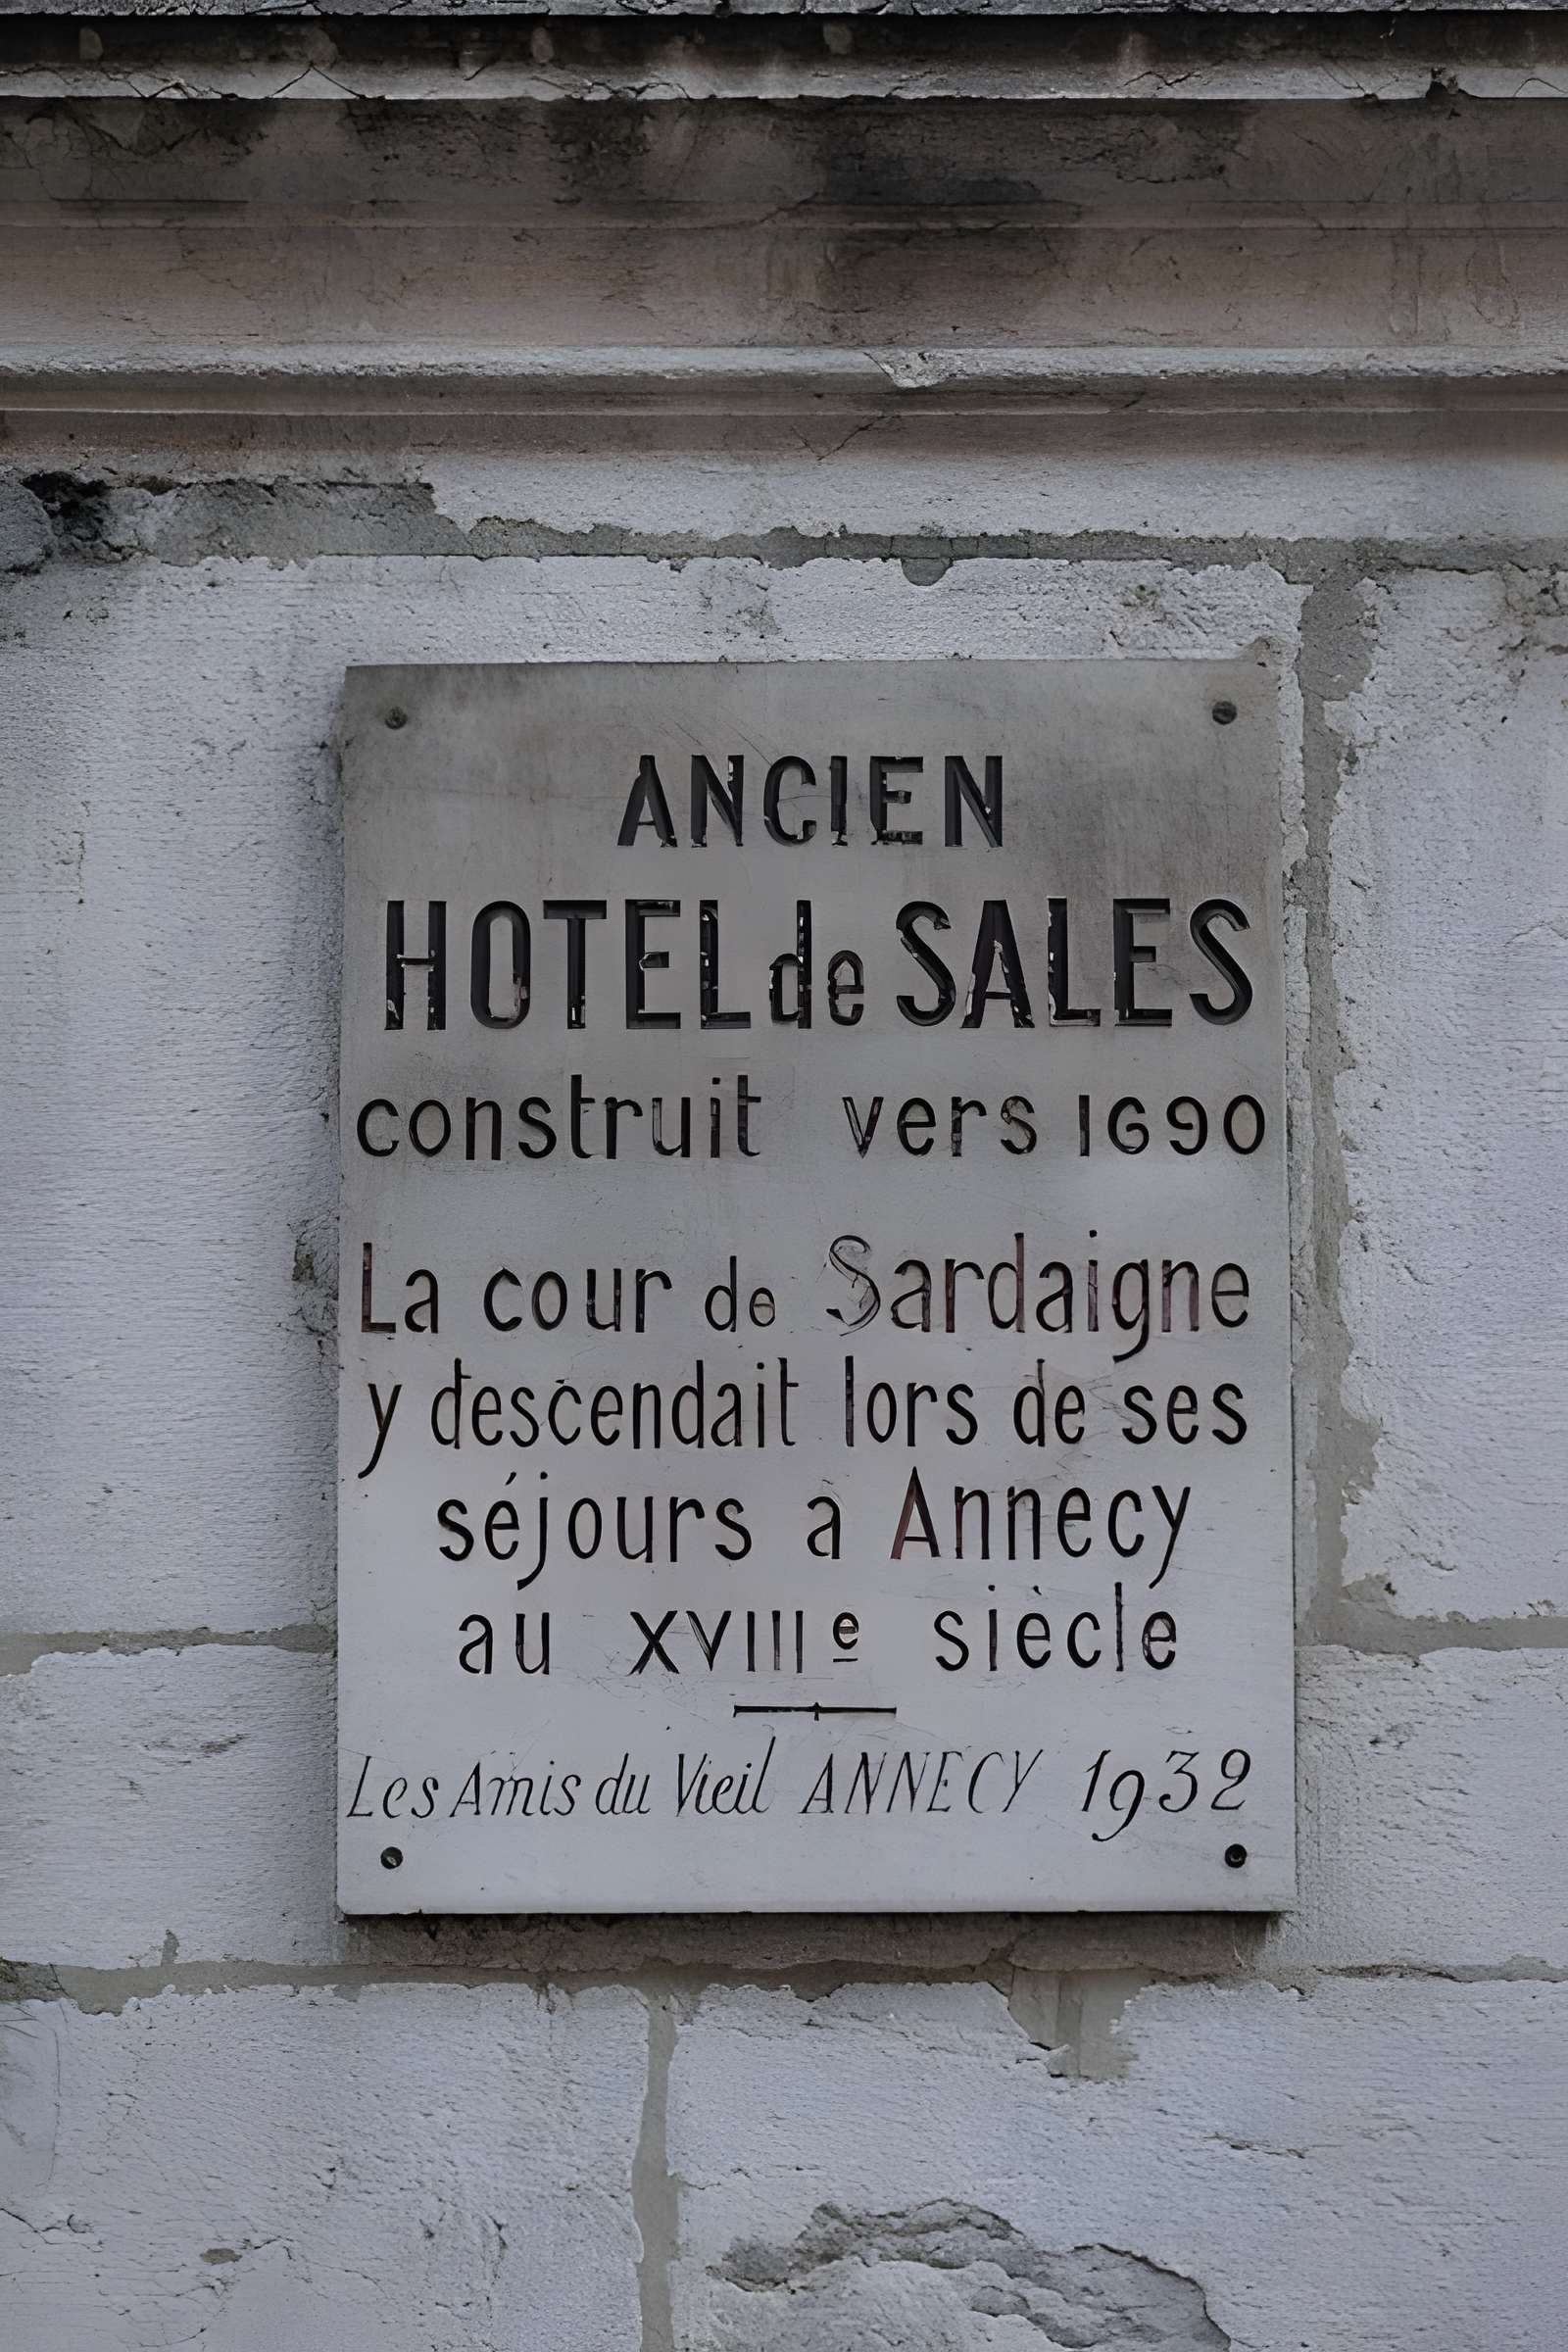 ANCIEN
HOTEL de SALES
construit vers 1690
La cour de Sardaigne
y descendait lors de ses
séjours a Annecy
au XVIIIe siècle
Les Amis du Vieil ANNECY 1932